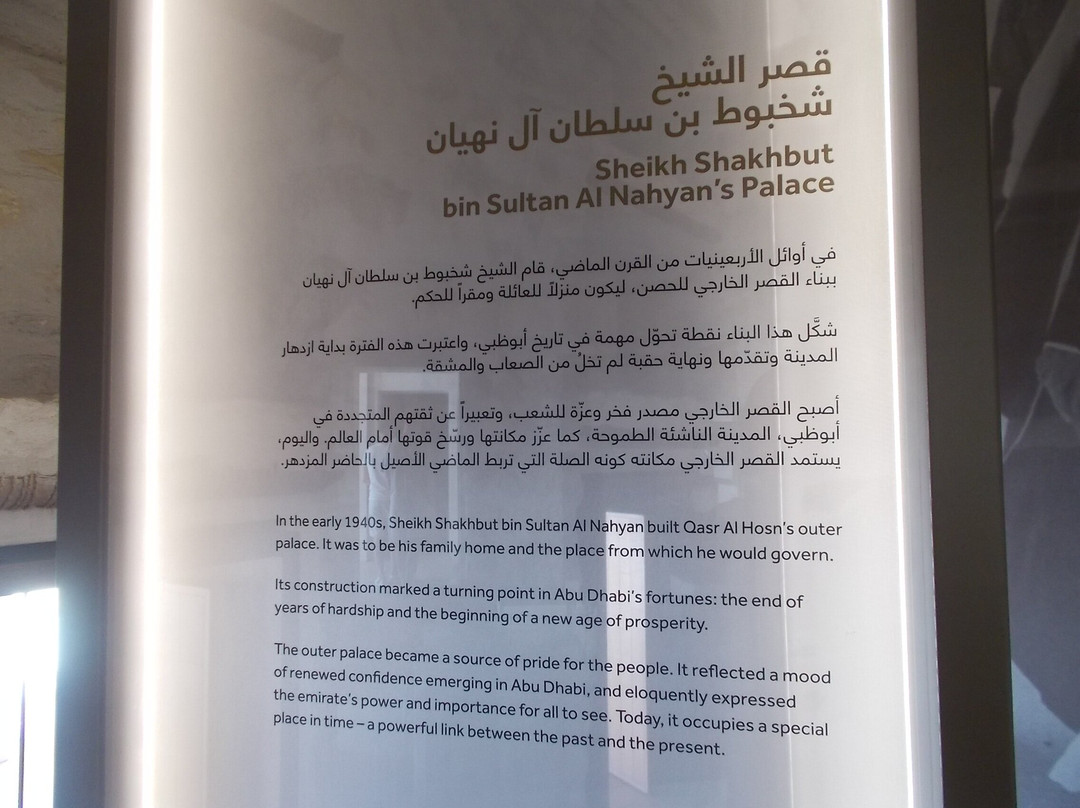 قصر الشيخ
شخبوط بن سلطان آل نهيان
Sheikh Shakhbut
bin Sultan Al Nahyan's Palace
في أوائل الأربعينيات من القرن الماضي، قام الشيخ شخبوط بن سلطان آل نهيان
ببناء القصر الخارجي للحصن، ليكون منزلاً للعائلة ومقراً للحكم.
شكَّل هذا البناء نقطة تحوّل مهمة في تاريخ أبوظبي، واعتبرت هذه الفترة بداية ازدهار
المدينة وتقدّمها ونهاية حقبة لم تخلُ من الصعاب والمشقة.
أصبح القصر الخارجي مصدر فخر وعزّة للشعب، وتعبيراً عن ثقتهم المتجددة في
أبوظبي، المدينة الناشئة الطموحة، كما عزّز مكانتها ورسّخ قوتها أمام العالم. واليوم،
يستمد القصر الخارجي مكانته كونه الصلة التي تربط الماضي الأصيل بالحاضر المزدهر.
In the early 1940s, Sheikh Shakhbut bin Sultan Al Nahyan built Qasr Al Hosn's outer
palace. It was to be his family home and the place from which he would govern.
Its construction marked a turning point in Abu Dhabi's fortunes: the end of
years of hardship and the beginning of a new age of prosperity.
The outer palace became a source of pride for the people. It reflected a mood
of renewed confidence emerging in Abu Dhabi, and eloquently expressed
the emirate's power and importance for all to see. Today, it occupies a special
place in time – a powerful link between the past and the present.